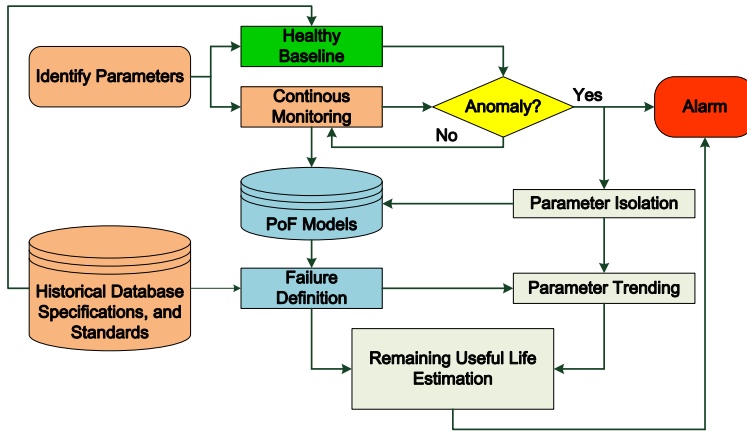 Healthy
Baseline
Identify Parameters
Continous
Monitoring
Anomaly?
Yes
Alarm
No
PoF Models
Parameter Isolation
Historical Database
Specifications, and
Standards
Failure
Definition
Parameter Trending
Remaining Useful Life
Estimation